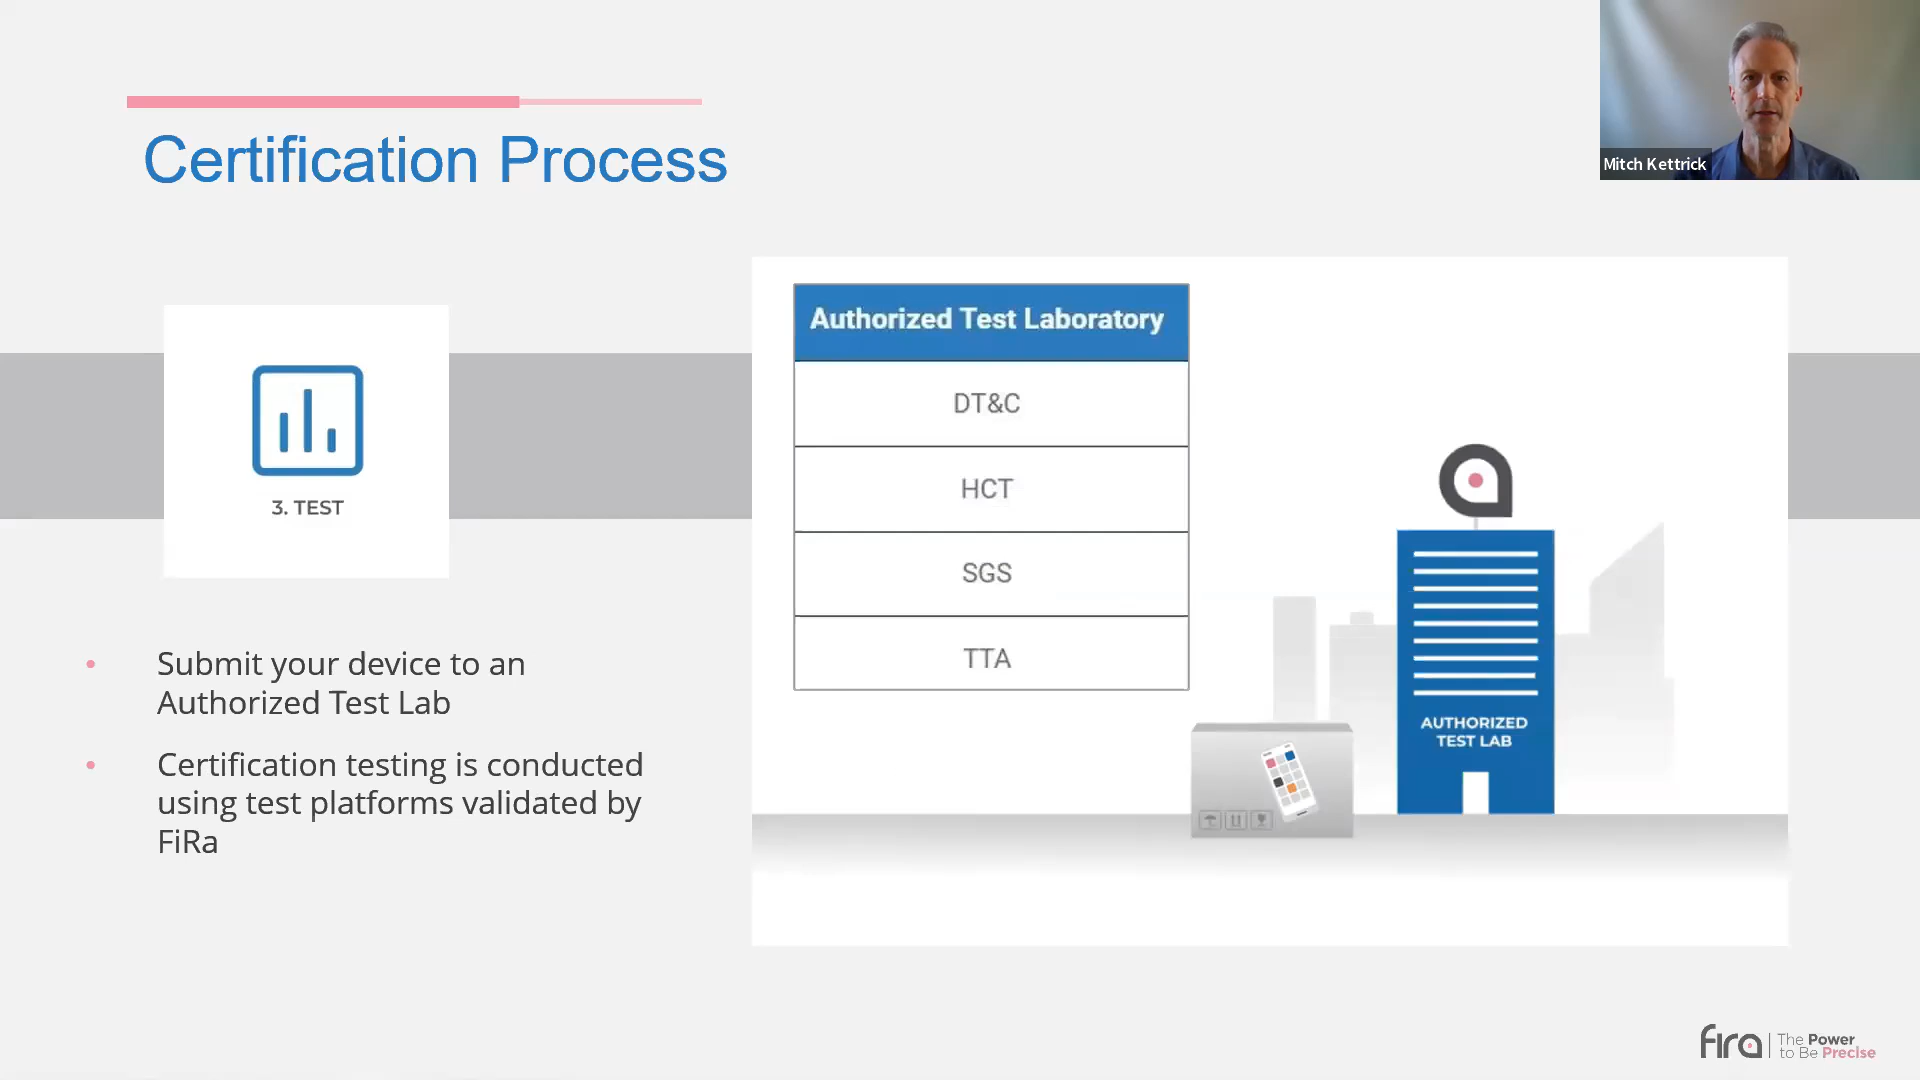 Mitch Kettrick
Certification Process
3. TEST
Submit your device to an
Authorized Test Lab
Certification testing is conducted
using test platforms validated by
FiRa
Authorized Test Laboratory
DT&C
HCT
SGS
TTA
AUTHORIZED
TEST LAB
fira
The Power
to Be Precise